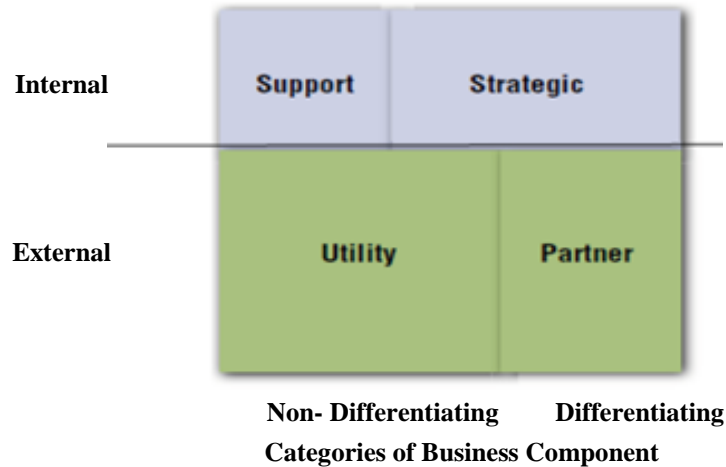 Internal
Support
Strategic
External
Utility
Partner
Non- Differentiating Differentiating
Categories of Business Component